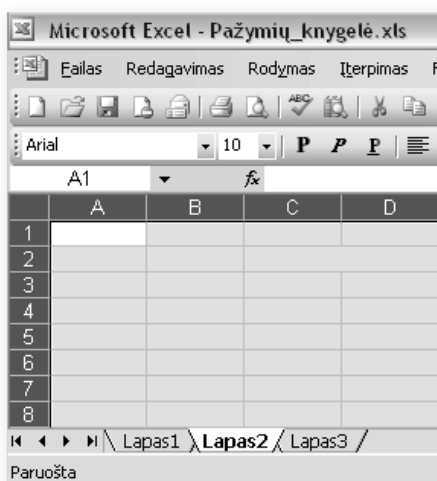 Microsoft Excel - Pažymių_knygelė.xls
Failas Redagavimas Rodymas Įterpimas F
ABC
Arial 10 P P P
A1 fx
A B C D
1
2
3
4
5
6
7
8
Lapas1 Lapas2 Lapas3
Paruošta